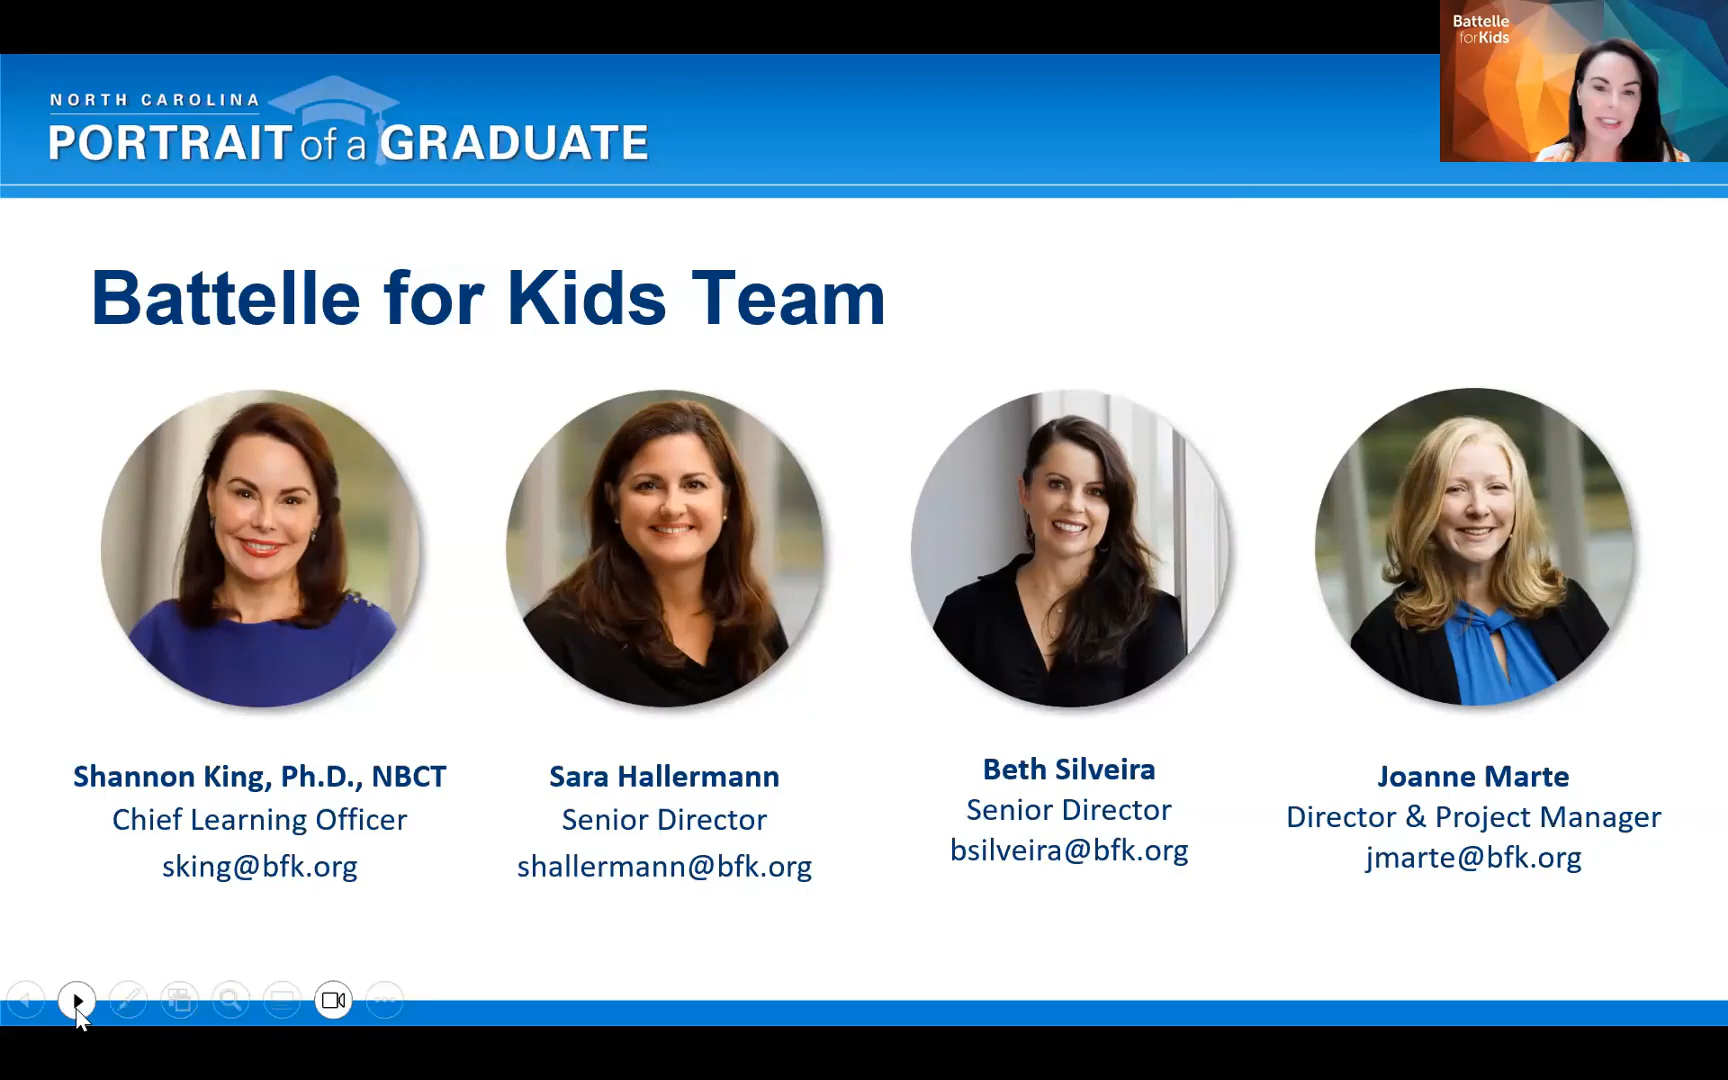 Battelle
forKids
NORTH CAROLINA
PORTRAIT of a GRADUATE
Battelle for Kids Team
Shannon King, Ph.D., NBCT
Chief Learning Officer
sking@bfk.org
Sara Hallermann
Senior Director
shallermann@bfk.org
Beth Silveira
Senior Director
bsilveira@bfk.org
Joanne Marte
Director & Project Manager
jmarte@bfk.org